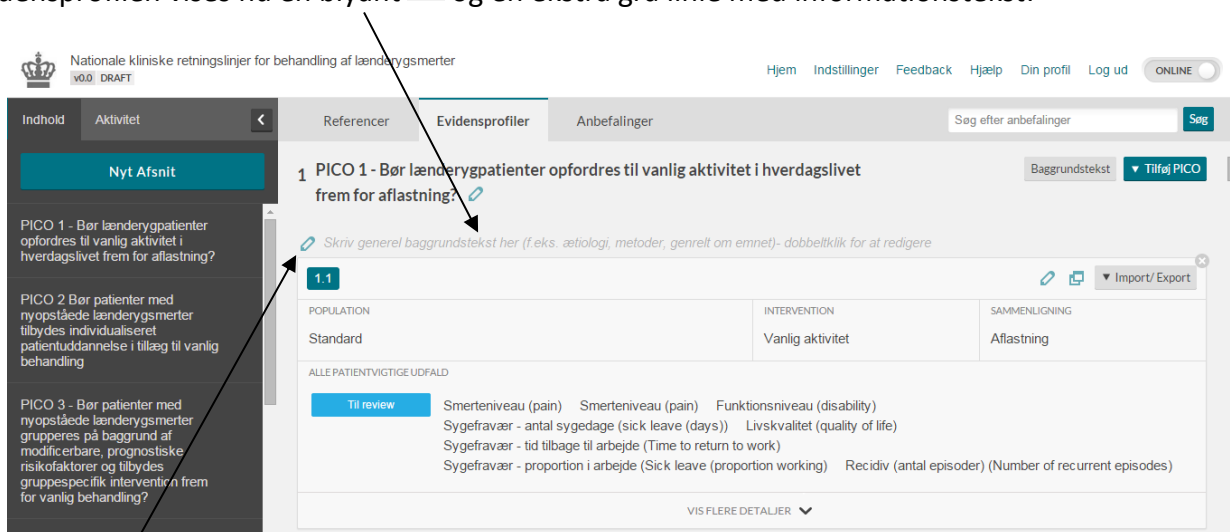 og en ekstra grå linie med informationstekst.
Nationale kliniske retningslinjer for behandling af lænderygsmerter
v0.0 DRAFT
Hjem Indstillinger Feedback Hjælp Din profil Log ud ONLINE
Indhold Aktivitet
Referencer Evidensprofiler Anbefalinger
Søg efter anbefalinger Søg
Nyt Afsnit
PICO 1 - Bør lænderygpatienter
opfordres til vanlig aktivitet i
hverdagslivet frem for aflastning?
PICO 2 Bør patienter med
nyopståede lænderygsmerter
tilbydes individualiseret
patientuddannelse i tillæg til vanlig
behandling
PICO 3 - Bør patienter med
nyopståede lænderygsmerter
grupperes på baggrund af
modificerbare, prognostiske
risikofaktorer og tilbydes
gruppespecifik intervention frem
for vanlig behandling?
1 PICO 1 - Bør lænderygpatienter opfordres til vanlig aktivitet i hverdagslivet
frem for aflastning?
Baggrundstekst ▼ Tilføj PICO
Skriv generel baggrundstekst her (f.eks. ætiologi, metoder, genrelt om emnet)- dobbeltklik for at redigere
1.1
▼ Import/ Export
POPULATION INTERVENTION SAMMENLIGNING
Standard Vanlig aktivitet Aflastning
ALLE PATIENTVIGTIGE UDFALD
Til review
Smerteniveau (pain) Smerteniveau (pain) Funktionsniveau (disability)
Sygefravær - antal sygedage (sick leave (days)) Livskvalitet (quality of life)
Sygefravær - tid tilbage til arbejde (Time to return to work)
Sygefravær - proportion i arbejde (Sick leave (proportion working) Recidiv (antal episoder) (Number of recurrent episodes)
VIS FLERE DETALJER